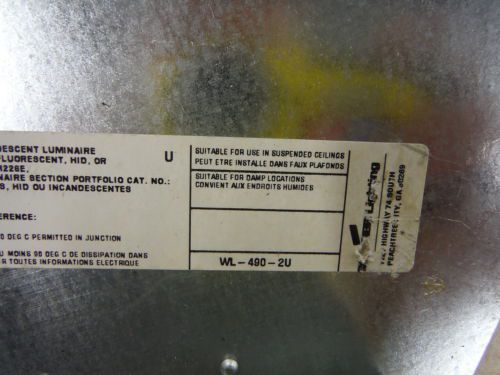 DESCENT LUMINAIRE
FLUORESCENT, HID, OR
R226E,
NAIRE SECTION PORTFOLIO CAT. NO.:
S, HID OU INCANDESCENTES
FERENCE:
0 DEG C PERMITTED IN JUNCTION
U MOINS 90 DEG C DE DISSIPATION DANS
R TOUTES INFORMATIONS ELECTRIQUE
U
SUITABLE FOR USE IN SUSPENDED CEILINGS
PEUT ETRE INSTALLE DANS FAUX PLAFONDS
SUITABLE FOR DAMP LOCATIONS
CONVIENT AUX ENDROITS HUMIDES
WL-490-2U
Lighting
HIGHWAY 74 SOUTH
PEACHTREE CITY, GA 30269